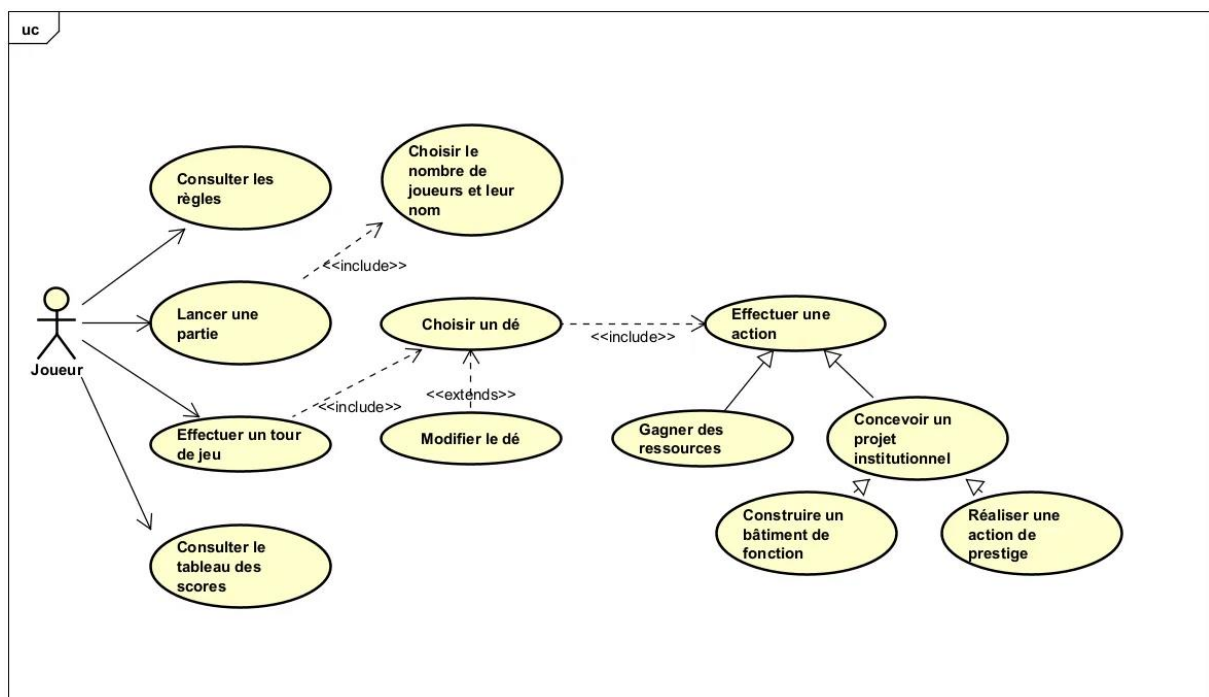 uc
Consulter les
règles
Choisir le
nombre de
joueurs et leur
nom
<<include>>
Lancer une
partie
Joueur
Choisir un dé
<<include>>
Effectuer une
action
<<include>>
<<extends>>
Effectuer un tour
de jeu
Modifier le dé
Gagner des
ressources
Concevoir un
projet
institutionnel
Construire un
bâtiment de
fonction
Réaliser une
action de
prestige
Consulter le
tableau des
scores